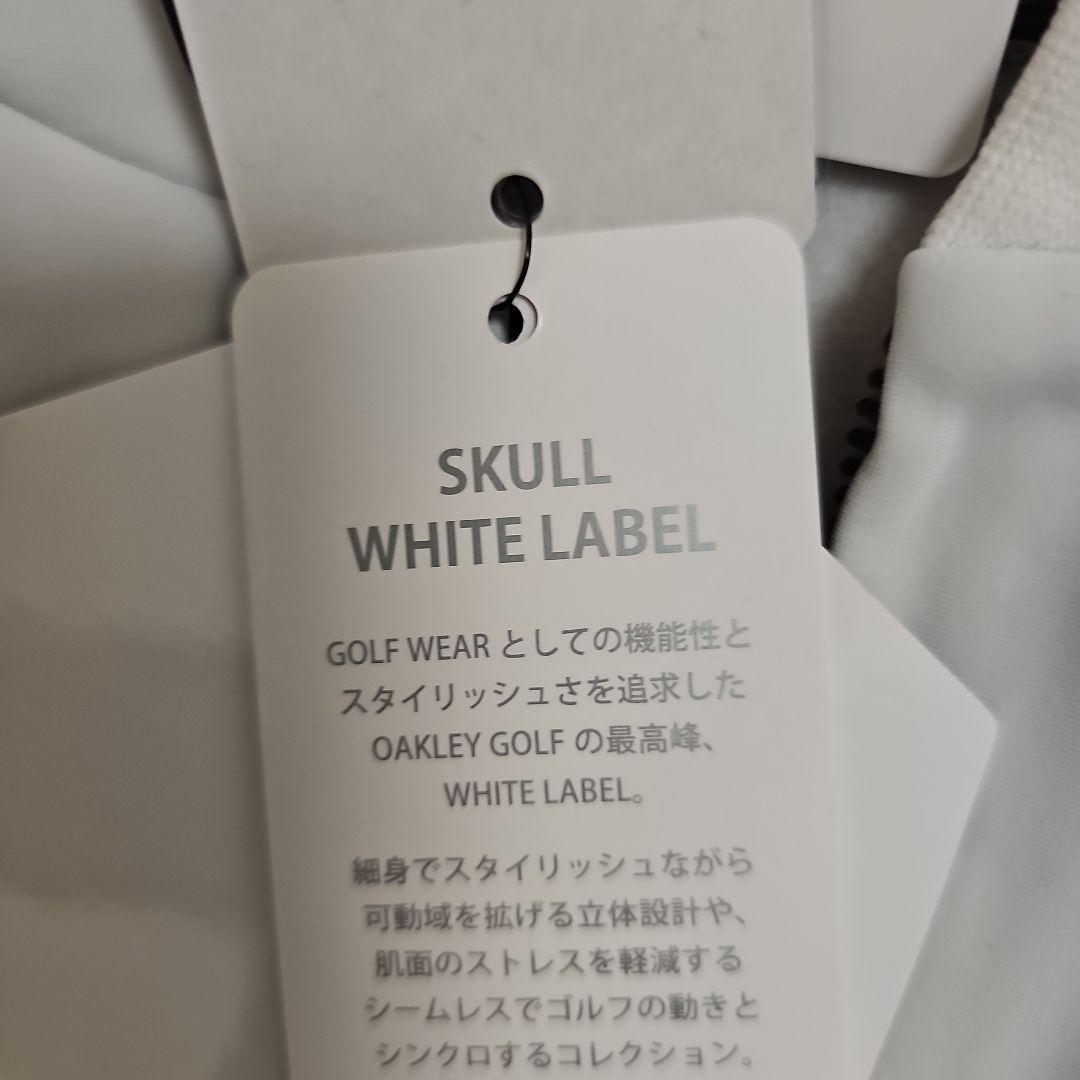 SKULL
WHITE LABEL
GOLF WEAR としての機能性と
スタイリッシュさを追求した
OAKLEY GOLF の最高峰、
WHITE LABEL。
細身でスタイリッシュながら
可動域を拡げる立体設計や、
肌面のストレスを軽減する
シームレスでゴルフの動きと
シンクロするコレクション。